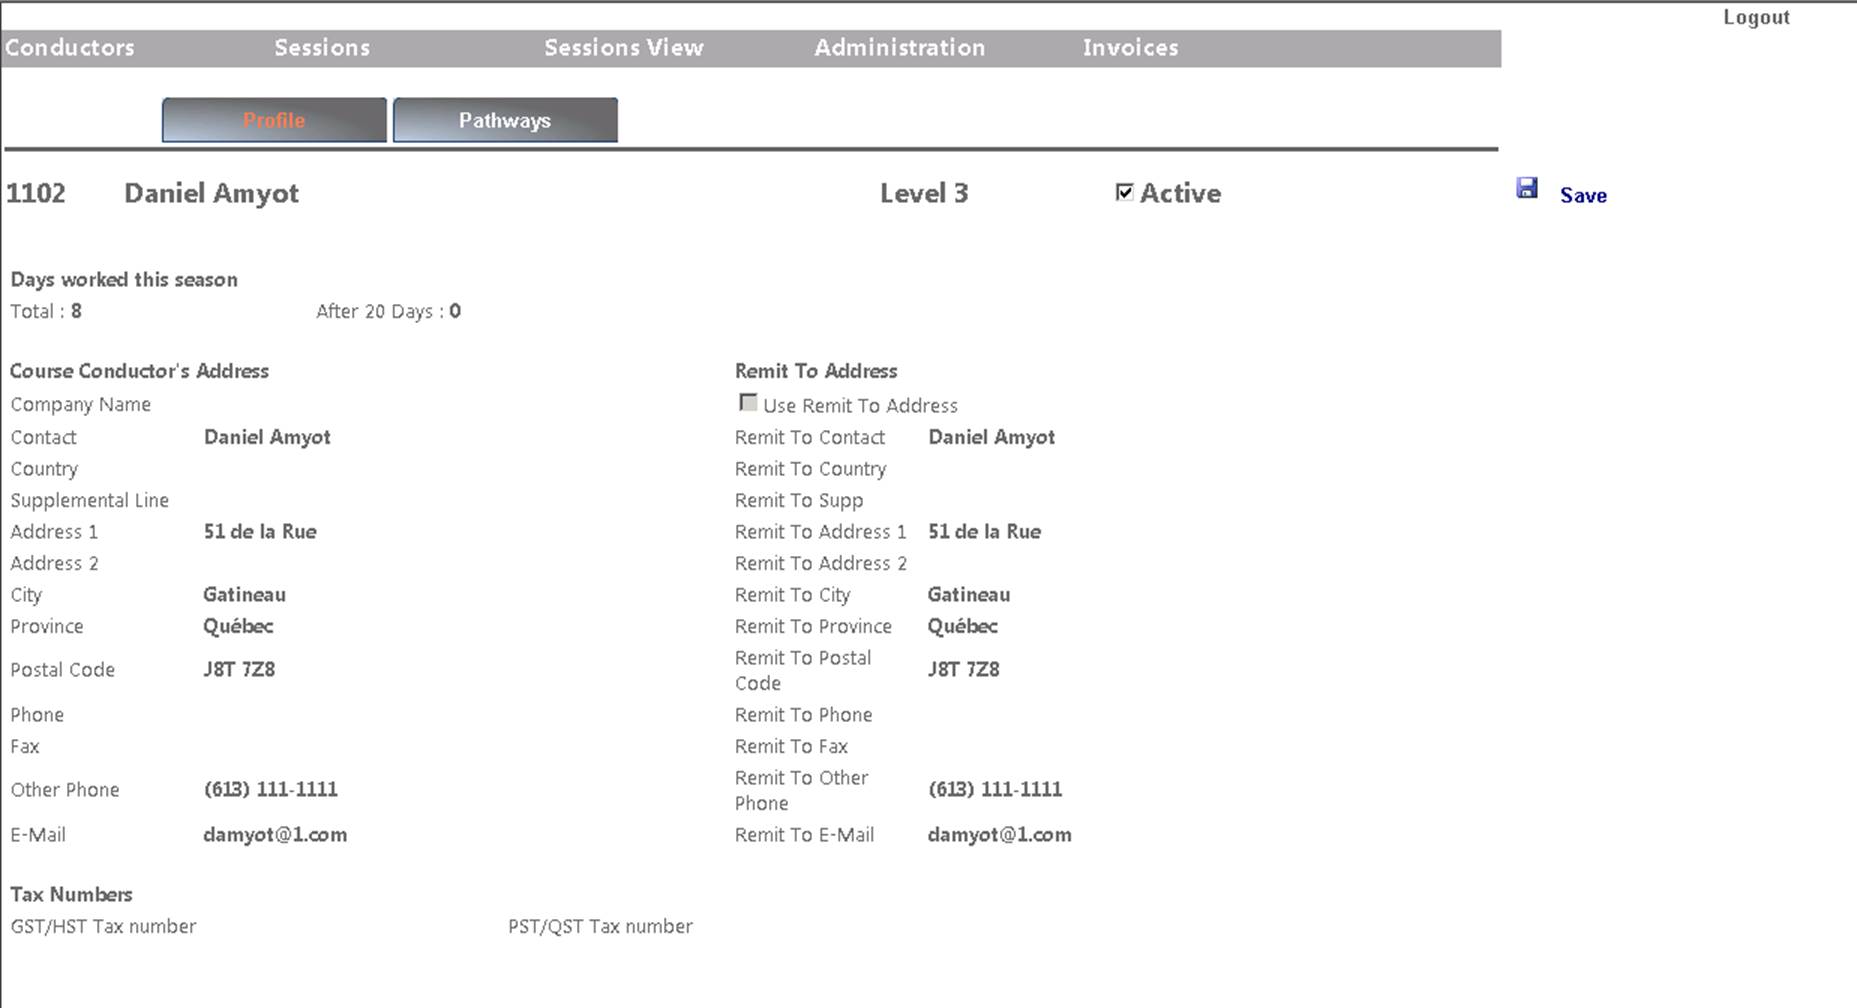 Logout
Conductors Sessions Sessions View Administration Invoices
Profile Pathways
1102 Daniel Amyot Level 3 Active Save
Days worked this season
Total : 8 After 20 Days : 0
Course Conductor's Address Remit To Address
Company Name Use Remit To Address
Contact Daniel Amyot Remit To Contact Daniel Amyot
Country Remit To Country
Supplemental Line Remit To Supp
Address 1 51 de la Rue Remit To Address 1 51 de la Rue
Address 2 Remit To Address 2
City Gatineau Remit To City Gatineau
Province Québec Remit To Province Québec
Postal Code J8T 7Z8 Remit To Postal Code J8T 7Z8
Phone Remit To Phone
Fax Remit To Fax
Other Phone (613) 111-1111 Remit To Other Phone (613) 111-1111
E-Mail damyot@1.com Remit To E-Mail damyot@1.com
Tax Numbers
GST/HST Tax number PST/QST Tax number